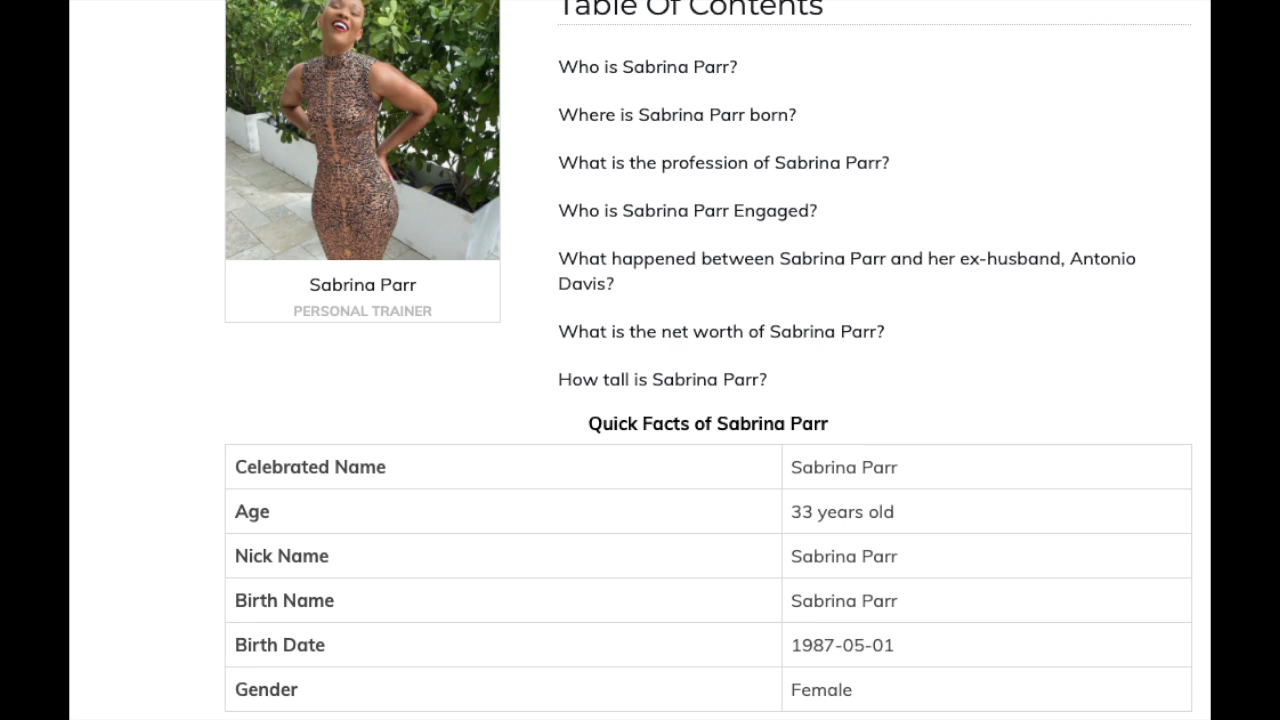 Table Of Contents
Who is Sabrina Parr?
Where is Sabrina Parr born?
What is the profession of Sabrina Parr?
Who is Sabrina Parr Engaged?
What happened between Sabrina Parr and her ex-husband, Antonio
Davis?
What is the net worth of Sabrina Parr?
How tall is Sabrina Parr?
Sabrina Parr
PERSONAL TRAINER
Quick Facts of Sabrina Parr
Celebrated Name Sabrina Parr
Age 33 years old
Nick Name Sabrina Parr
Birth Name Sabrina Parr
Birth Date 1987-05-01
Gender Female